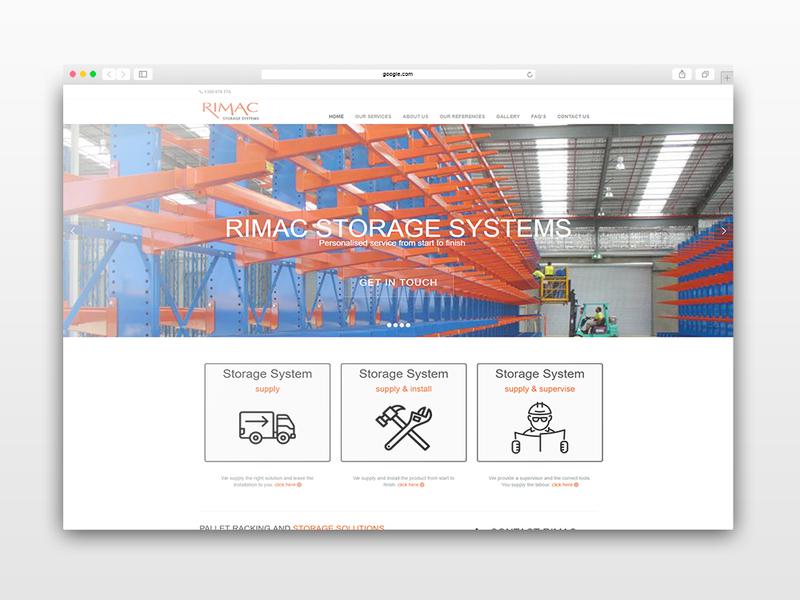 google.com
RIMAC
STORAGE SYSTEMS
HOME OUR SERVICES ABOUT US OUR REFERENCES GALLERY FAQ'S CONTACT US
RIMAC STORAGE SYSTEMS
Personalised service from start to finish
GET IN TOUCH
Storage System
supply
Storage System
supply & install
Storage System
supply & supervise
We supply the right solution and leave the
installation to you. click here
We supply and install the product from start to
finish. click here
We provide a supervisor and the correct tools
You supply the labour. click here
PALLET RACKING AND STORAGE SOLUTIONS
CONTACT RIMAC